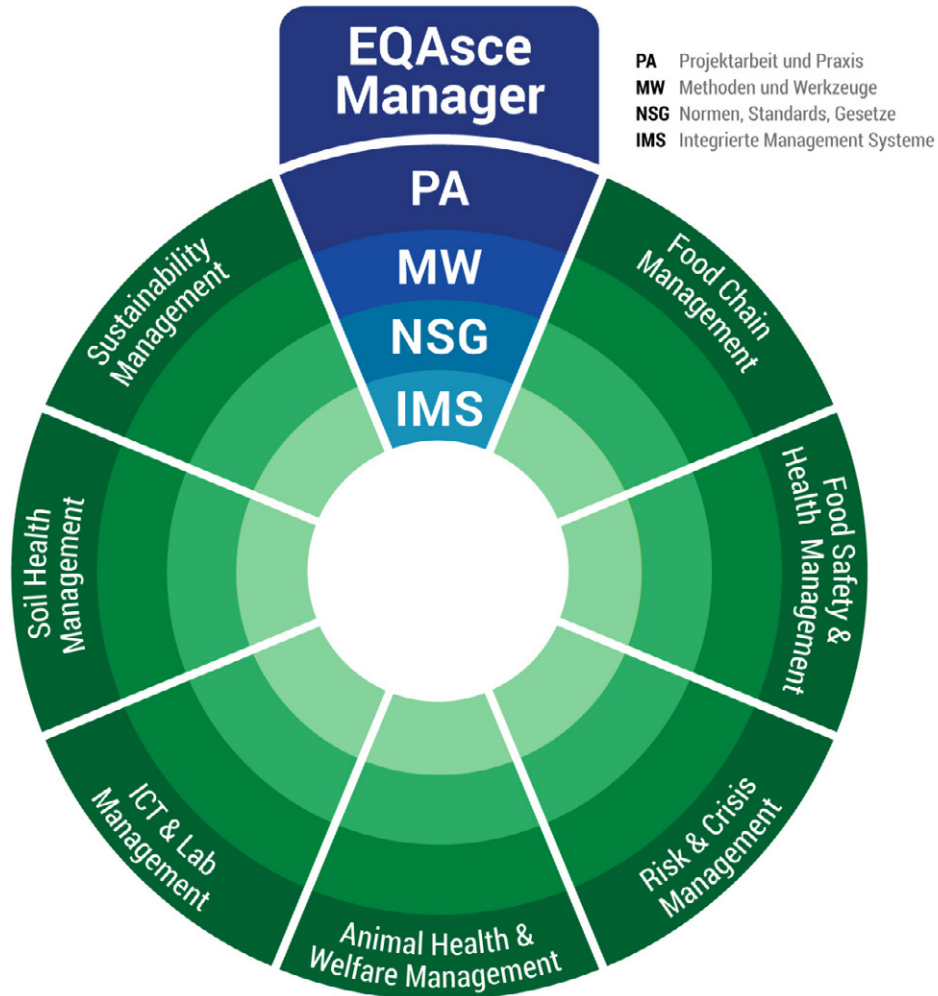 EQAsce
Manager
PA Projektarbeit und Praxis
MW Methoden und Werkzeuge
NSG Normen, Standards, Gesetze
IMS Integrierte Management Systeme
PA
MW
NSG
IMS
Food Chain
Management
Food Safety &
Health Management
Risk & Crisis
Management
Animal Health &
Welfare Management
ICT & Lab
Management
Soil Health
Management
Sustainability
Management